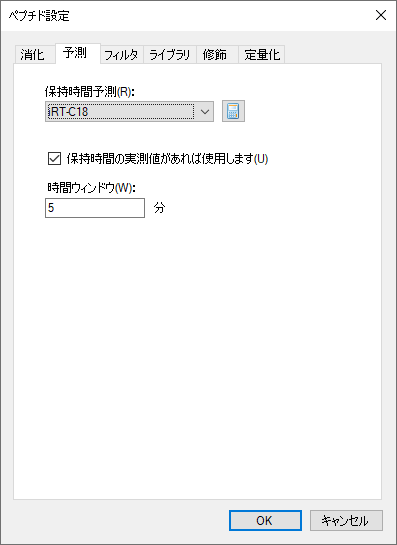 ペプチド設定
消化 予測 フィルタ ライブラリ 修飾 定量化
保持時間予測(R):
iRT-C18
保持時間の実測値があれば使用します(U)
時間ウィンドウ(W):
5 分
OK キャンセル